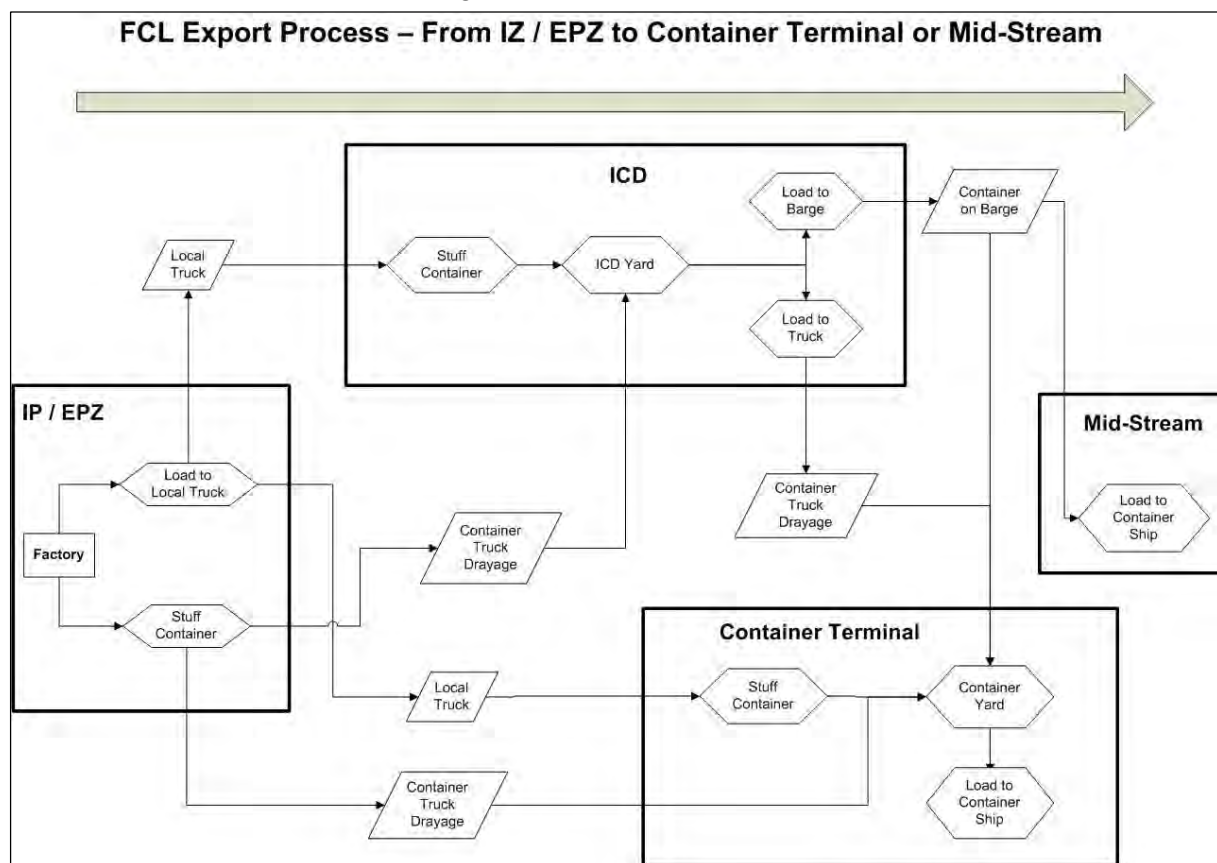 FCL Export Process – From IZ / EPZ to Container Terminal or Mid-Stream
ICD
Load to
Barge
Container
on Barge
Local
Truck
Stuff
Container
ICD Yard
Load to
Truck
IP / EPZ
Mid-Stream
Load to
Local Truck
Container
Truck
Drayage
Load to
Container
Ship
Factory
Container
Truck
Drayage
Stuff
Container
Container Terminal
Local
Truck
Stuff
Container
Container
Yard
Container
Truck
Drayage
Load to
Container
Ship